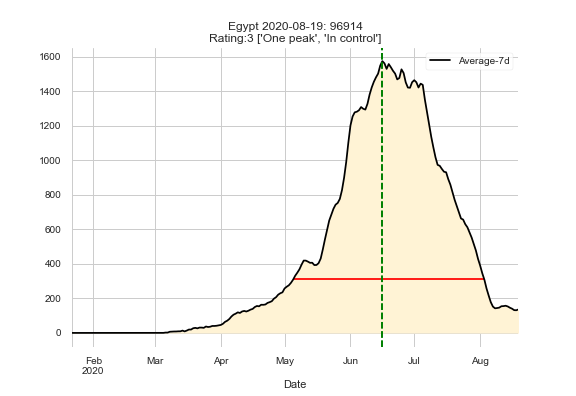 Egypt 2020-08-19: 96914
Rating:3 ['One peak', 'In control']
Average-7d
1600
1400
1200
1000
800
600
400
200
0
Feb
2020
Mar
Apr
May
Jun
Jul
Aug
Date